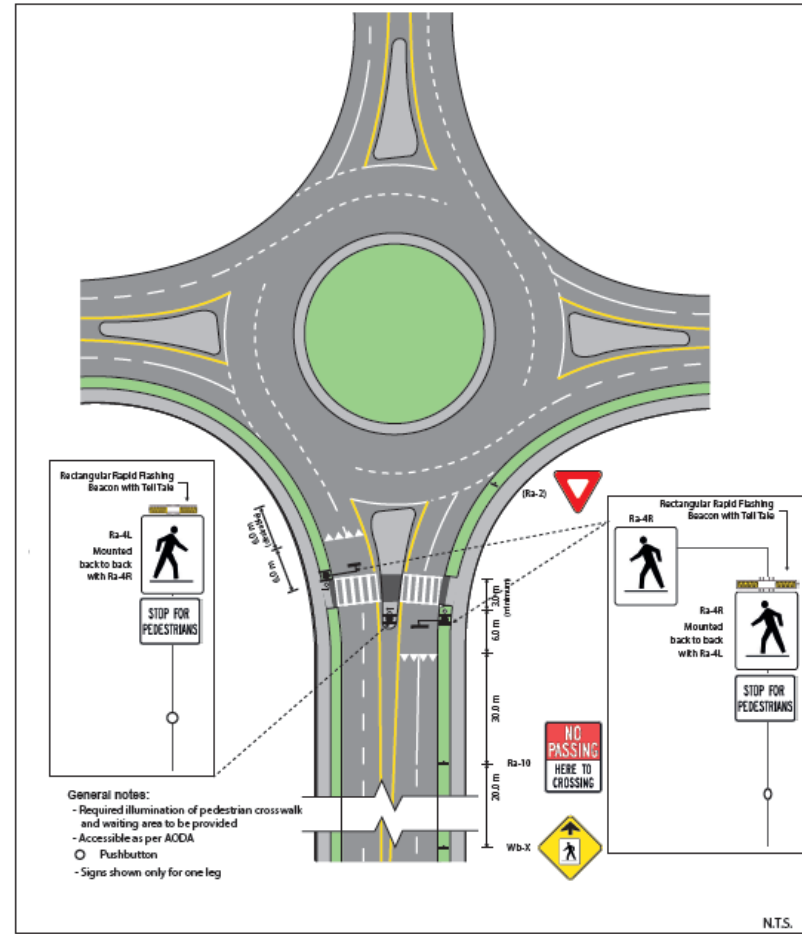 Rectangular Rapid Flashing
Beacon with Tell Tale
Ra-4L
Mounted
back to back
with Ra-4R
STOP FOR
PEDESTRIANS
6.0 m
6.0 m
(desirable)
(Ra-2)
Rectangular Rapid Flashing
Beacon with Tell Tale
Ra-4R
Ra-4R
Mounted
back to back
with Ra-4L
STOP FOR
PEDESTRIANS
3.0 m
(minimum)
6.0 m
30.0 m
20.0 m
Ra-10
NO
PASSING
HERE TO
CROSSING
Wb-X
General notes:
- Required illumination of pedestrian crosswalk
and waiting area to be provided
- Accessible as per AODA
Pushbutton
- Signs shown only for one leg
N.T.S.